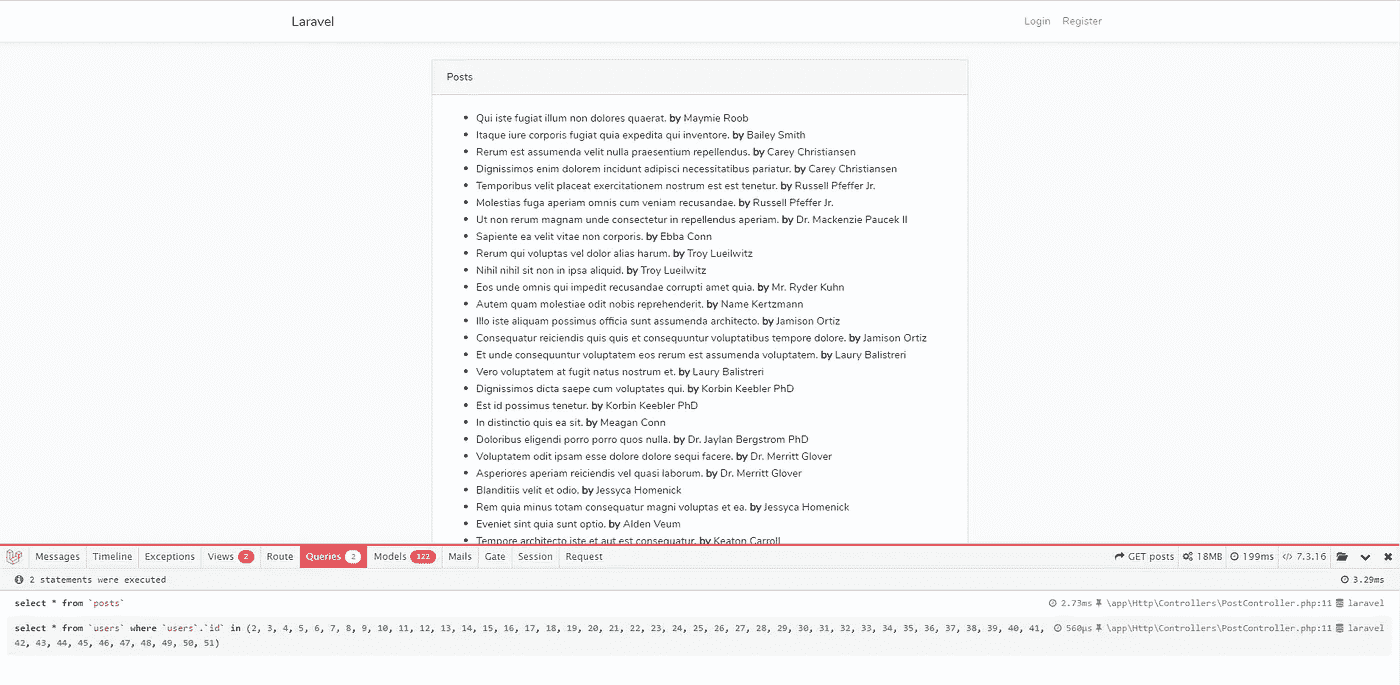 Laravel Login Register
Posts
Qui iste fugiat illum non dolores quaerat. by Maymie Roob
Itaque iure corporis fugiat quia expedita qui inventore. by Bailey Smith
Rerum est assumenda velit nulla praesentium repellendus. by Carey Christiansen
Dignissimos enim dolorem incidunt adipisci necessitatibus pariatur. by Carey Christiansen
Temporibus velit placeat exercitationem nostrum est est tenetur. by Russell Pfeffer Jr.
Molestias fuga aperiam omnis cum veniam recusandae. by Russell Pfeffer Jr.
Ut non rerum magnam unde consectetur in repellendus aperiam. by Dr. Mackenzie Paucek II
Sapiente ea velit vitae non corporis. by Ebba Conn
Rerum qui voluptas vel dolor alias harum. by Troy Lueilwitz
Nihil nihil sit non in ipsa aliquid. by Troy Lueilwitz
Eos unde omnis qui impedit recusandae corrupti amet quia. by Mr. Ryder Kuhn
Autem quam molestiae odit nobis reprehenderit. by Name Kertzmann
Illo iste aliquam possimus officia sunt assumenda architecto. by Jamison Ortiz
Consequatur reiciendis quis quis et consequuntur voluptatibus tempore dolore. by Jamison Ortiz
Et unde consequuntur voluptatem eos rerum est assumenda voluptatem. by Laury Balistreri
Vero voluptatem at fugit natus nostrum et. by Laury Balistreri
Dignissimos dicta saepe cum voluptates qui. by Korbin Keebler PhD
Est id possimus tenetur. by Korbin Keebler PhD
In distinctio quis ea sit. by Meagan Conn
Doloribus eligendi porro porro quos nulla. by Dr. Jaylan Bergstrom PhD
Voluptatem odit ipsam esse dolore dolore sequi facere. by Dr. Merritt Glover
Asperiores aperiam reiciendis vel quasi laborum. by Dr. Merritt Glover
Blanditiis velit et odio. by Jessyca Homenick
Rem quia minus totam consequatur magni voluptas et ea. by Jessyca Homenick
Eveniet sint quia sunt optio. by Alden Veum
Tempore architecto iste et aut est consequatur. by Keaton Carroll
Messages Timeline Exceptions Views 2 Route Queries 2 Models 122 Mails Gate Session Request GET posts 18MB 199ms </> 7.3.16
2 statements were executed 3.29ms
select * from `posts` 2.73ms \app\Http\Controllers\PostController.php:11 laravel
select * from `users` where `users`.`id` in (2, 3, 4, 5, 6, 7, 8, 9, 10, 11, 12, 13, 14, 15, 16, 17, 18, 19, 20, 21, 22, 23, 24, 25, 26, 27, 28, 29, 30, 31, 32, 33, 34, 35, 36, 37, 38, 39, 40, 41, 560μs \app\Http\Controllers\PostController.php:11 laravel
42, 43, 44, 45, 46, 47, 48, 49, 50, 51)